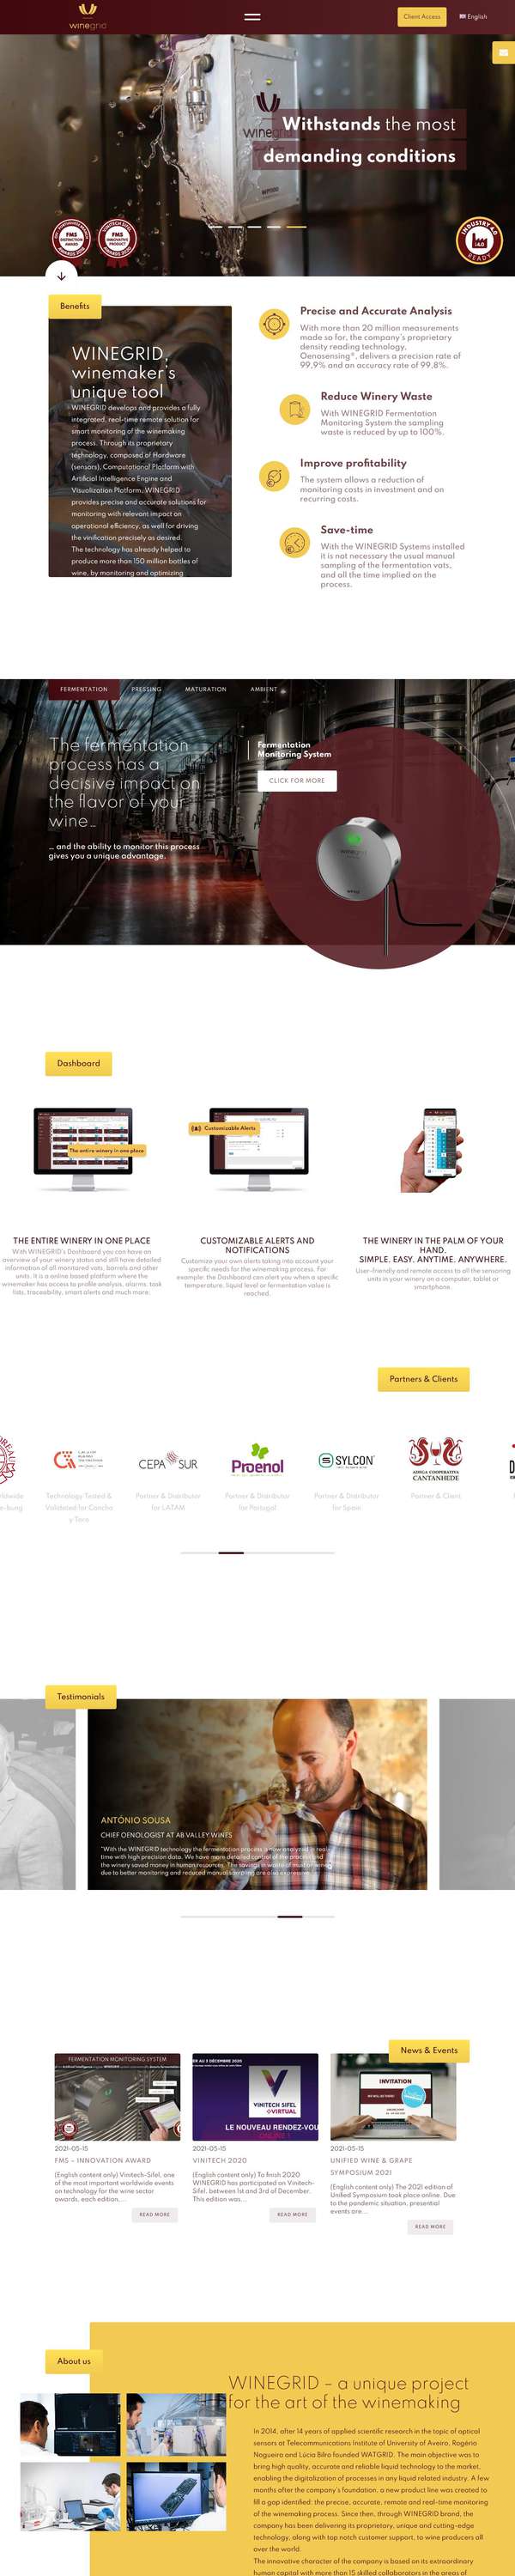 winegrid
Client Access
English
Withstands the most
demanding conditions
Benefits
WINEGRID,
winemaker's
unique tool
WINEGRID develops and provides a fully
integrated, real-time remote solution for
smart monitoring of the winemaking
process. Through its proprietary
technology, composed of Hardware
(sensors), Computational Platform with
Artificial Intelligence Engine and
Visualization Platform, WINEGRID
provides precise and accurate solutions for
monitoring with relevant impact on
operational efficiency, as well for driving
the vinification precisely as desired.
The technology has already helped to
produce more than 150 million bottles of
wine, by monitoring and optimizing
Precise and Accurate Analysis
With more than 20 million measurements
made so far, the company's proprietary
density reading technology,
Oenosensing®, delivers a precision rate of
99,9% and an accuracy rate of 99.8%.
Reduce Winery Waste
With WINEGRID Fermentation
Monitoring System the sampling
waste is reduced by up to 100%.
Improve profitability
The system allows a reduction of
monitoring costs in investment and on
recurring costs.
Save-time
With the WINEGRID Systems installed
it is not necessary the usual manual
sampling of the fermentation vats,
and all the time implied on the
process.
FERMENTATION
PRESSING
MATURATION
AMBIENT
The fermentation
process has a
decisive impact on
the flavor of your
wine...
... and the ability to monitor this process
gives you a unique advantage.
Fermentation
Monitoring System
CLICK FOR MORE
Dashboard
The entire winery in one place
Customizable Alerts
THE ENTIRE WINERY IN ONE PLACE
With WINEGRID's Dashboard you can have an
overview of your winery status and still have detailed
information of all monitored vats, barrels and other
units. It is a online based platform where the
winemaker has access to profile analysis, alarms, task
lists, traceability, smart alerts and much more.
CUSTOMIZABLE ALERTS AND
NOTIFICATIONS
Customize your own alerts taking into account your
specific needs for the winemaking process. For
example, the Dashboard can alert you when a specific
temperature, liquid level or fermentation value is
reached.
THE WINERY IN THE PALM OF YOUR
HAND.
SIMPLE. EASY. ANYTIME. ANYWHERE.
User-friendly and remote access to all the sensoring
units in your winery on a computer, tablet or
smartphone.
Partners & Clients
CEPA SUR
Proenol
SYLCON
ADEGA COOPERATIVA
CANTANHEDE
Technology Tested &
Validated for Concha
y Toro
Partner & Distributor
for LATAM
Partner & Distributor
for Portugal
Partner & Distributor
for Spain
Partner & Client
Testimonials
ANTÓNIO SOUSA
CHIEF OENOLOGIST AT AB VALLEY WINES
"With the WINEGRID technology the fermentation process is now analyzed in real-
time with high precision data. We have more detailed control of the process and
the winery saved money in human resources. The savings in waste of must or wine
due to better monitoring and reduced manual sampling are also expressive."
News & Events
FERMENTATION MONITORING SYSTEM
VINITECH SIFEL
VIRTUAL
LE NOUVEAU RENDEZ-VOU
INVITATION
2021-05-15
FMS – INNOVATION AWARD
(English content only) Vinitech-Sifel, one
of the most important worldwide events
on technology for the wine sector
awards, each edition,...
READ MORE
2021-05-15
VINITECH 2020
(English content only) To finish 2020
WINEGRID has participated on Vinitech-
Sifel, between 1st and 3rd of December.
This edition was...
READ MORE
2021-05-15
UNIFIED WINE & GRAPE
SYMPOSIUM 2021
(English content only) The 2021 edition of
Unified Symposium took place online. Due
to the pandemic situation, presential
events are...
READ MORE
About us
WINEGRID – a unique project
for the art of the winemaking
In 2014, after 14 years of applied scientific research in the topic of optical
sensors at Telecommunications Institute of University of Aveiro, Rogério
Nogueira and Lúcia Bilro founded WATGRID. The main objective was to
bring high quality, accurate and reliable liquid technology to the market,
enabling the digitalization of processes in any liquid related industry. A few
months after the company's foundation, a new product line was created to
fill a gap identified: the precise, accurate, remote and real-time monitoring
of the winemaking process. Since then, through WINEGRID brand, the
company has been delivering its proprietary, unique and cutting-edge
technology, along with top notch customer support, to wine producers all
over the world.
The innovative character of the company is based on its extraordinary
human capital with more than 15 skilled collaborators in the areas of